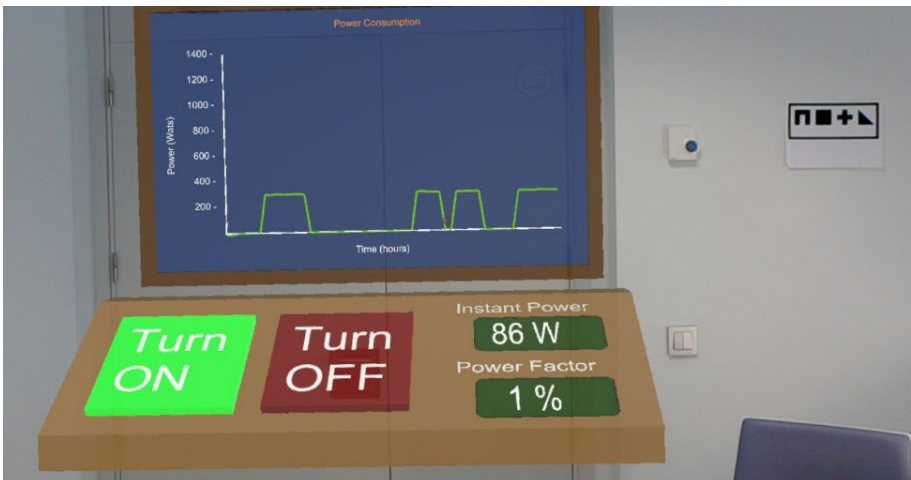 Power Consumption
1400 -
1200 -
1000 -
800 -
600 -
400 -
200 -
Power (Wats)
Time (hours)
Turn
ON
Turn
OFF
Instant Power
86 W
Power Factor
1 %